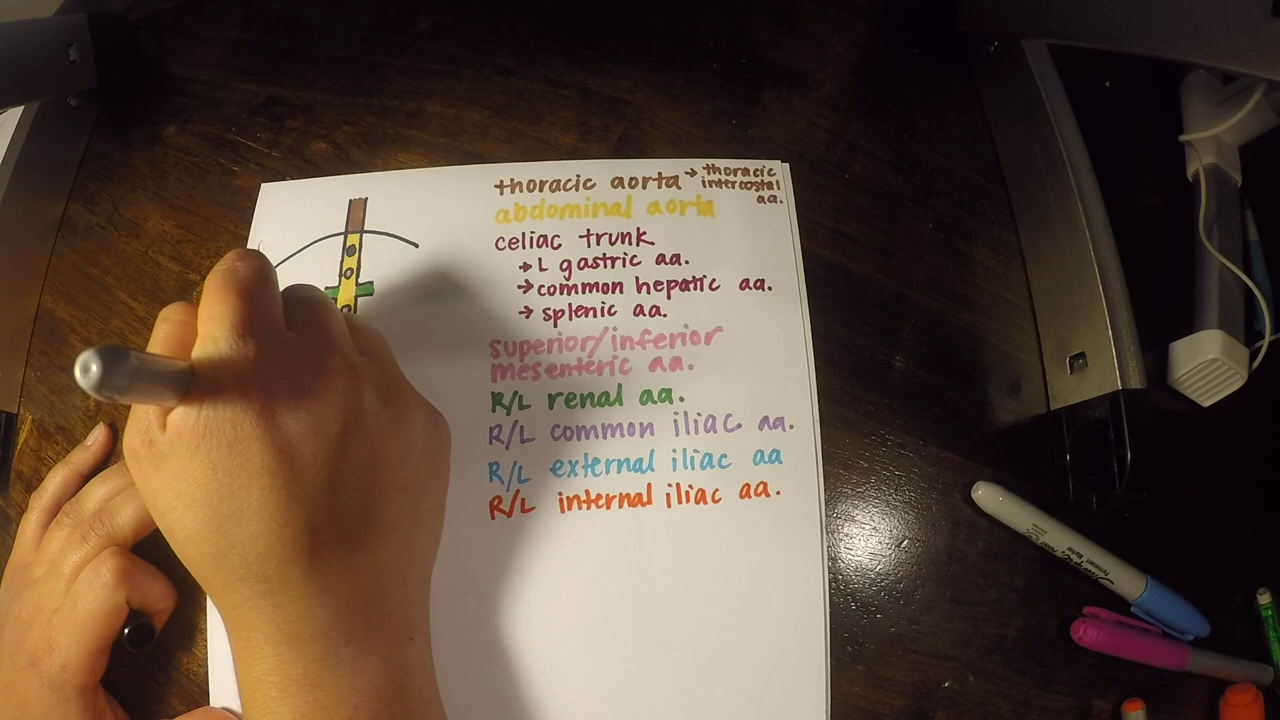 thoracic aorta → thoracic
intercostal
aa.
abdominal aorta
celiac trunk
→ L gastric aa.
→ common hepatic aa.
→ splenic aa.
superior/inferior
mesenteric aa.
R/L renal aa.
R/L common iliac aa.
R/L external iliac aa
R/L internal iliac aa.
Sharpie